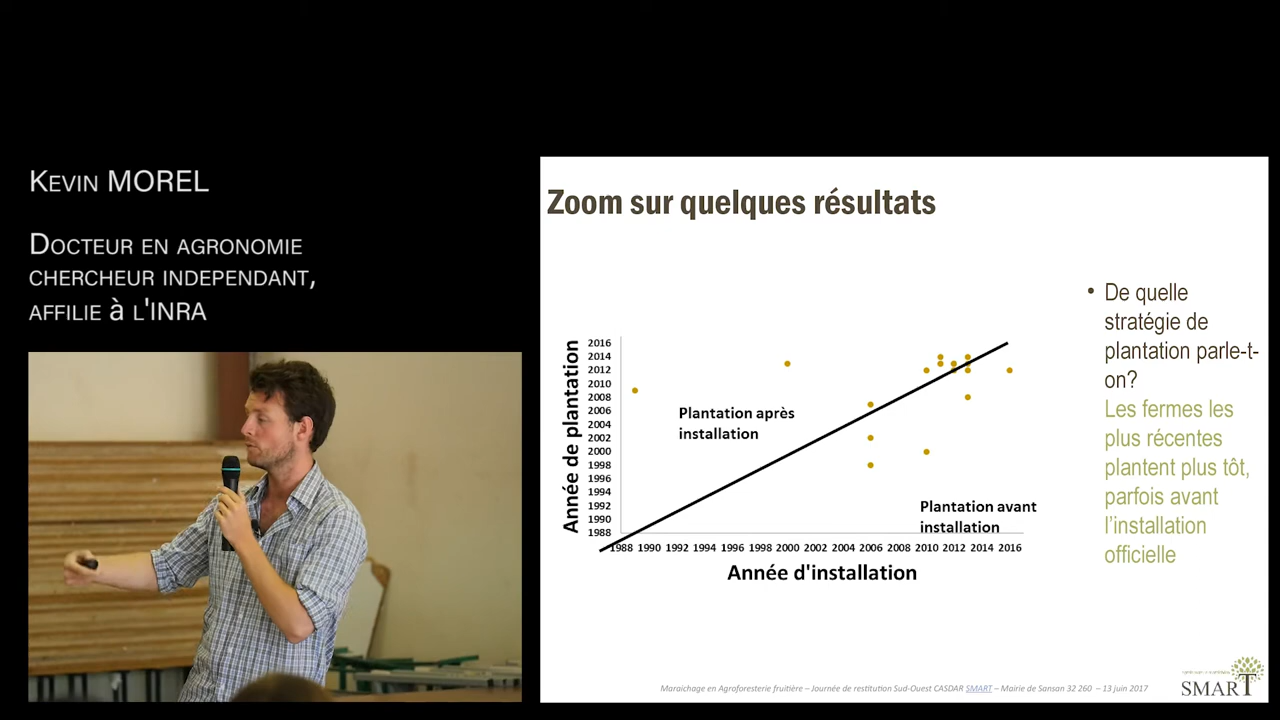 Kevin MOREL
Docteur en agronomie
chercheur independant,
affilie à l'INRA
Zoom sur quelques résultats
Année de plantation
2016
2014
2012
2010
2008
2006
2004
2002
2000
1998
1996
1994
1992
1990
1988
Plantation après
installation
Plantation avant
installation
1988 1990 1992 1994 1996 1998 2000 2002 2004 2006 2008 2010 2012 2014 2016
Année d'installation
• De quelle
stratégie de
plantation parle-t-
on?
Les fermes les
plus récentes
plantent plus tôt,
parfois avant
l'installation
officielle
Maraichage en Agroforesterie fruitière – Journée de restitution Sud-Ouest CASDAR SMART – Mairie de Sansan 32 260 – 13 juin 2017
SMART